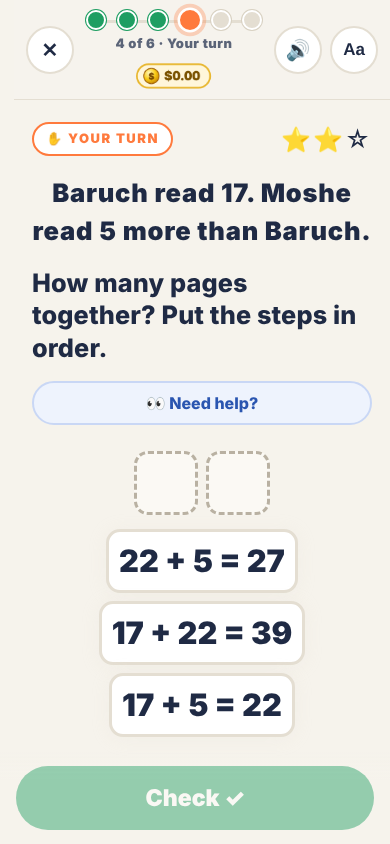 ✕
4 of 6 · Your turn
$ $0.00
🔊
Aa
✋ YOUR TURN
⭐⭐☆
Baruch read 17. Moshe
read 5 more than Baruch.
How many pages
together? Put the steps in
order.
👀 Need help?
22 + 5 = 27
17 + 22 = 39
17 + 5 = 22
Check ✓